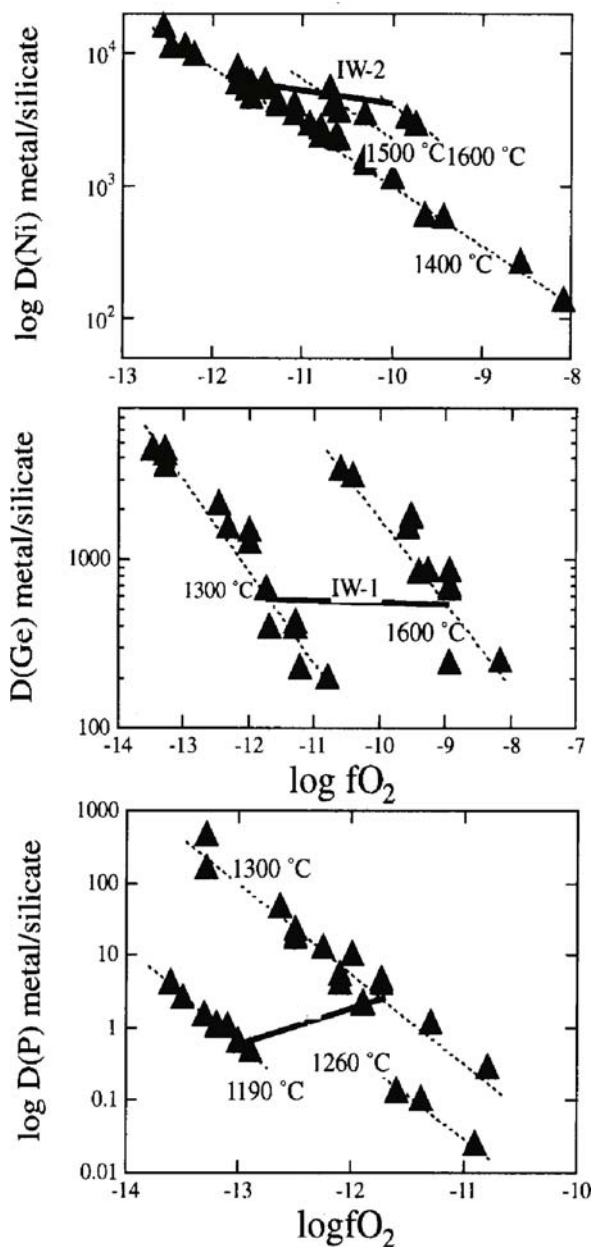 log D(Ni) metal/silicate
10⁴
10³
10²
IW-2
1500 °C
1600 °C
1400 °C
-13 -12 -11 -10 -9 -8
D(Ge) metal/silicate
1000
100
1300 °C
IW-1
1600 °C
-14 -13 -12 -11 -10 -9 -8 -7
log fO₂
log D(P) metal/silicate
1000
100
10
1
0.1
0.01
1300 °C
1260 °C
1190 °C
-14 -13 -12 -11 -10
logfO₂